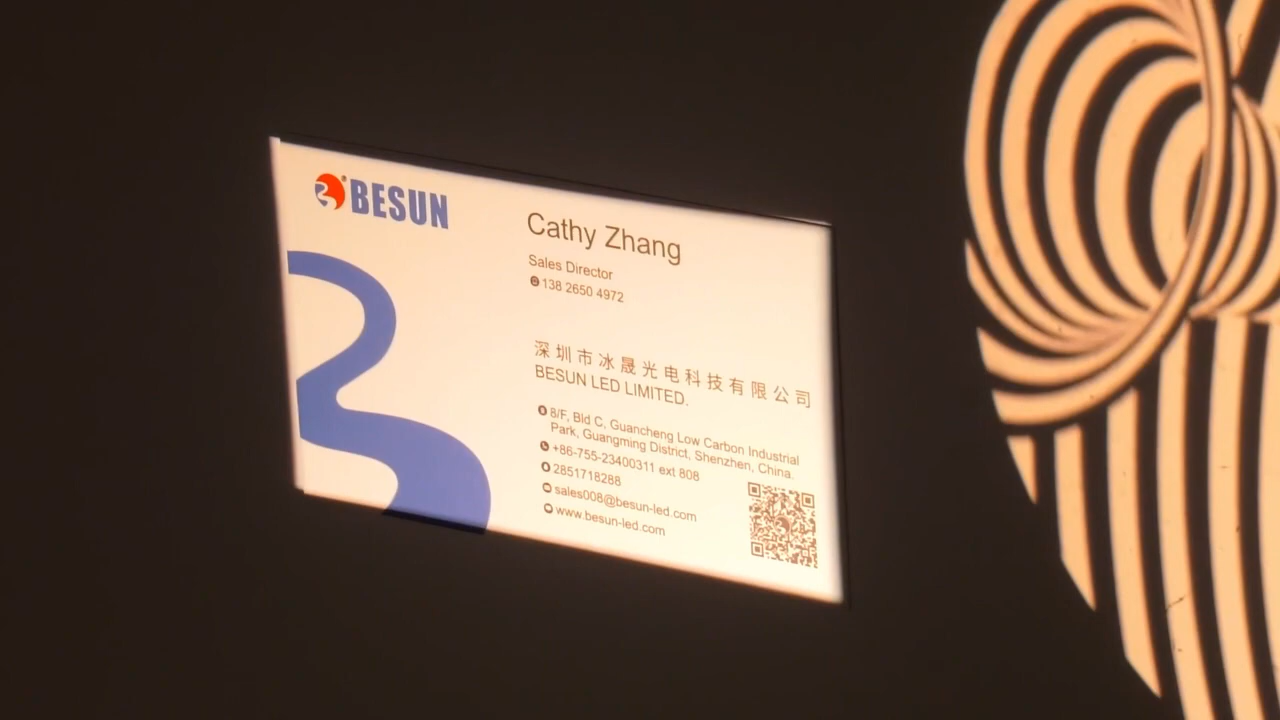 BESUN
Cathy Zhang
Sales Director
138 2650 4972
深圳市冰晟光电科技有限公司
BESUN LED LIMITED.
8/F, Bld C, Guancheng Low Carbon Industrial
Park, Guangming District, Shenzhen, China.
+86-755-23400311 ext 808
2851718288
sales008@besun-led.com
www.besun-led.com